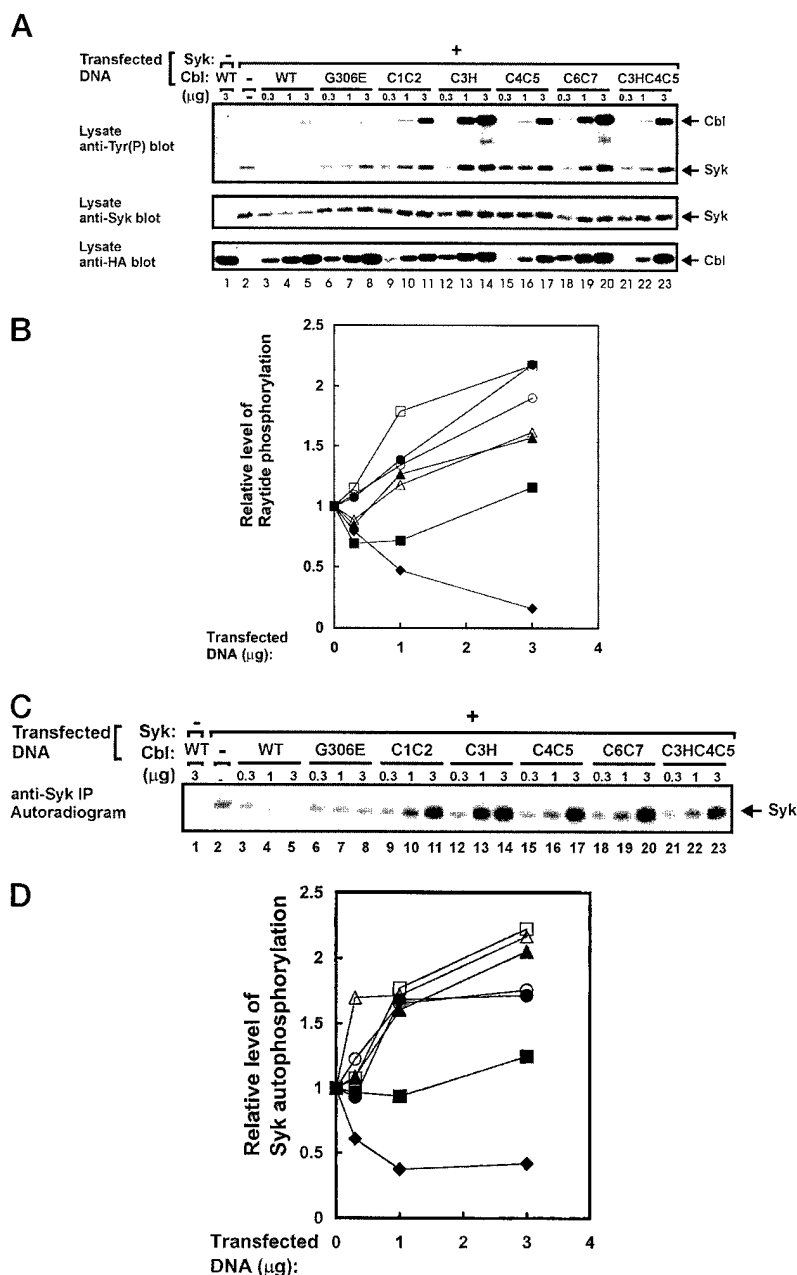 A
Transfected DNA
Syk: - +
Cbl: WT - WT G306E C1C2 C3H C4C5 C6C7 C3HC4C5
(μg) 3 - 0.3 1 3 0.3 1 3 0.3 1 3 0.3 1 3 0.3 1 3 0.3 1 3 0.3 1 3
Lysate
anti-Tyr(P) blot
Cbl
Syk
Lysate
anti-Syk blot
Syk
Lysate
anti-HA blot
Cbl
1 2 3 4 5 6 7 8 9 10 11 12 13 14 15 16 17 18 19 20 21 22 23
B
Relative level of
Raytide phosphorylation
2.5
2
1.5
1
0.5
0
0 1 2 3 4
Transfected
DNA (μg):
C
Transfected DNA
Syk: - +
Cbl: WT - WT G306E C1C2 C3H C4C5 C6C7 C3HC4C5
(μg) 3 - 0.3 1 3 0.3 1 3 0.3 1 3 0.3 1 3 0.3 1 3 0.3 1 3 0.3 1 3
anti-Syk IP
Autoradiogram
Syk
1 2 3 4 5 6 7 8 9 10 11 12 13 14 15 16 17 18 19 20 21 22 23
D
Relative level of
Syk autophosphorylation
2.5
2
1.5
1
0.5
0
Transfected 0 1 2 3 4
DNA (μg):